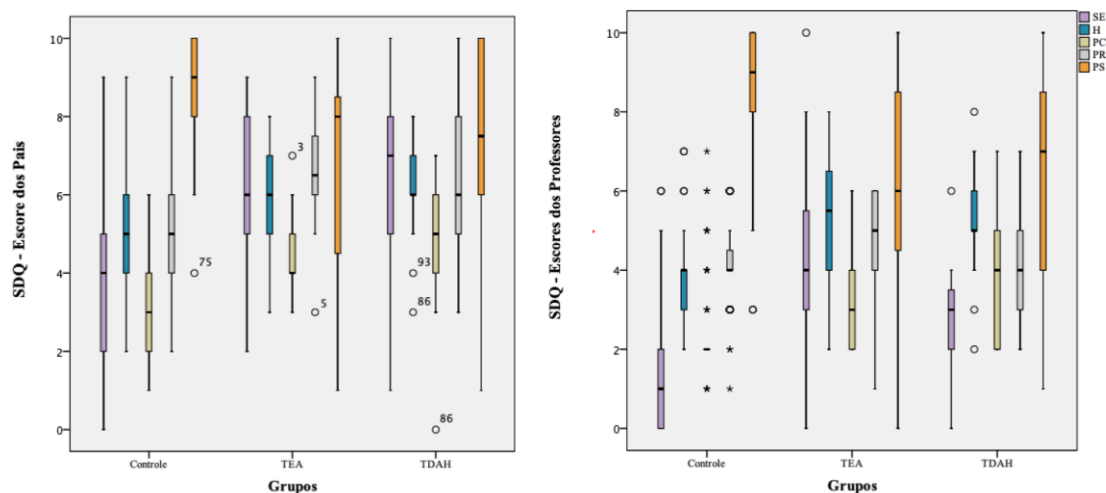 SDQ - Escore dos Pais
10
8
6
4
2
0
75
3
5
93
86
86
Controle
TEA
TDAH
Grupos
SDQ - Escores dos Professores
10
8
6
4
2
0
Controle
TEA
TDAH
Grupos
SE
H
PC
PR
PS